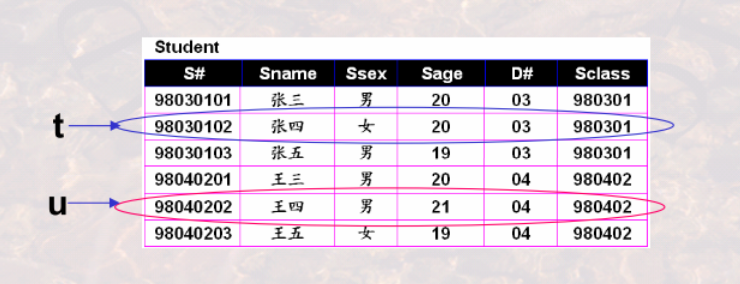 Student
S# Sname Ssex Sage D# Sclass
98030101 张三 男 20 03 980301
t 98030102 张四 女 20 03 980301
98030103 张五 男 19 03 980301
98040201 王三 男 20 04 980402
u 98040202 王四 男 21 04 980402
98040203 王五 女 19 04 980402